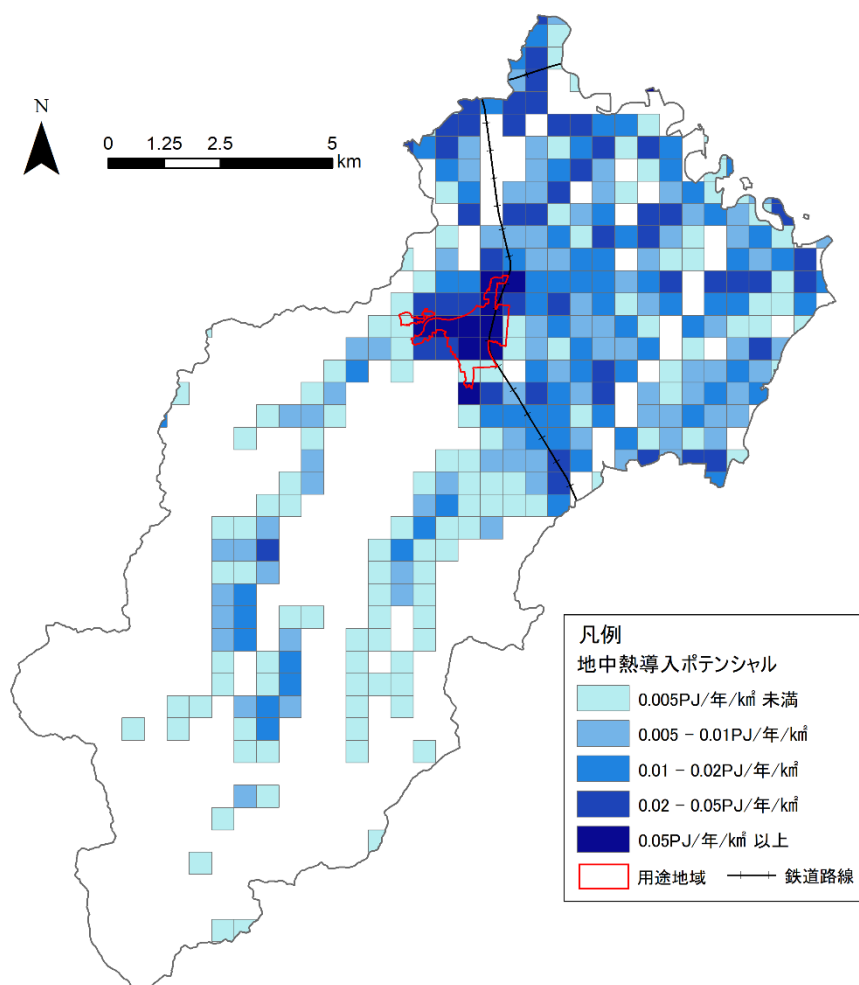 N
0 1.25 2.5 5
km
凡例
地中熱導入ポテンシャル
0.005PJ/年/k㎡ 未満
0.005 - 0.01PJ/年/k㎡
0.01 - 0.02PJ/年/k㎡
0.02 - 0.05PJ/年/k㎡
0.05PJ/年/k㎡ 以上
用途地域 鉄道路線